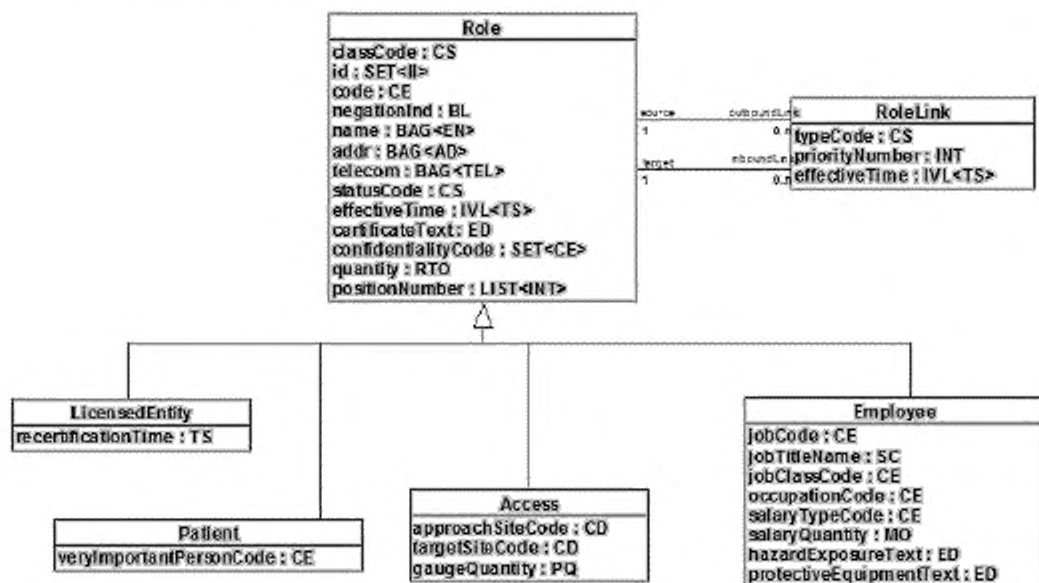 Role
classCode : CS
id : SET<II>
code : CE
negationInd : BL
name : BAG<EN>
addr : BAG<AD>
telecom : BAG<TEL>
statusCode : CS
effectiveTime : IVL<TS>
certificateText : ED
confidentialityCode : SET<CE>
quantity : RTO
positionNumber : LIST<INT>
source outboundLink
1 0..n
target inboundLink
1 0..n
RoleLink
typeCode : CS
priorityNumber : INT
effectiveTime : IVL<TS>
LicensedEntity
recertificationTime : TS
Patient
veryImportantPersonCode : CE
Access
approachSiteCode : CD
targetSiteCode : CD
gaugeQuantity : PQ
Employee
jobCode : CE
jobTitleName : SC
jobClassCode : CE
occupationCode : CE
salaryTypeCode : CE
salaryQuantity : MO
hazardExposureText : ED
protectiveEquipmentText : ED